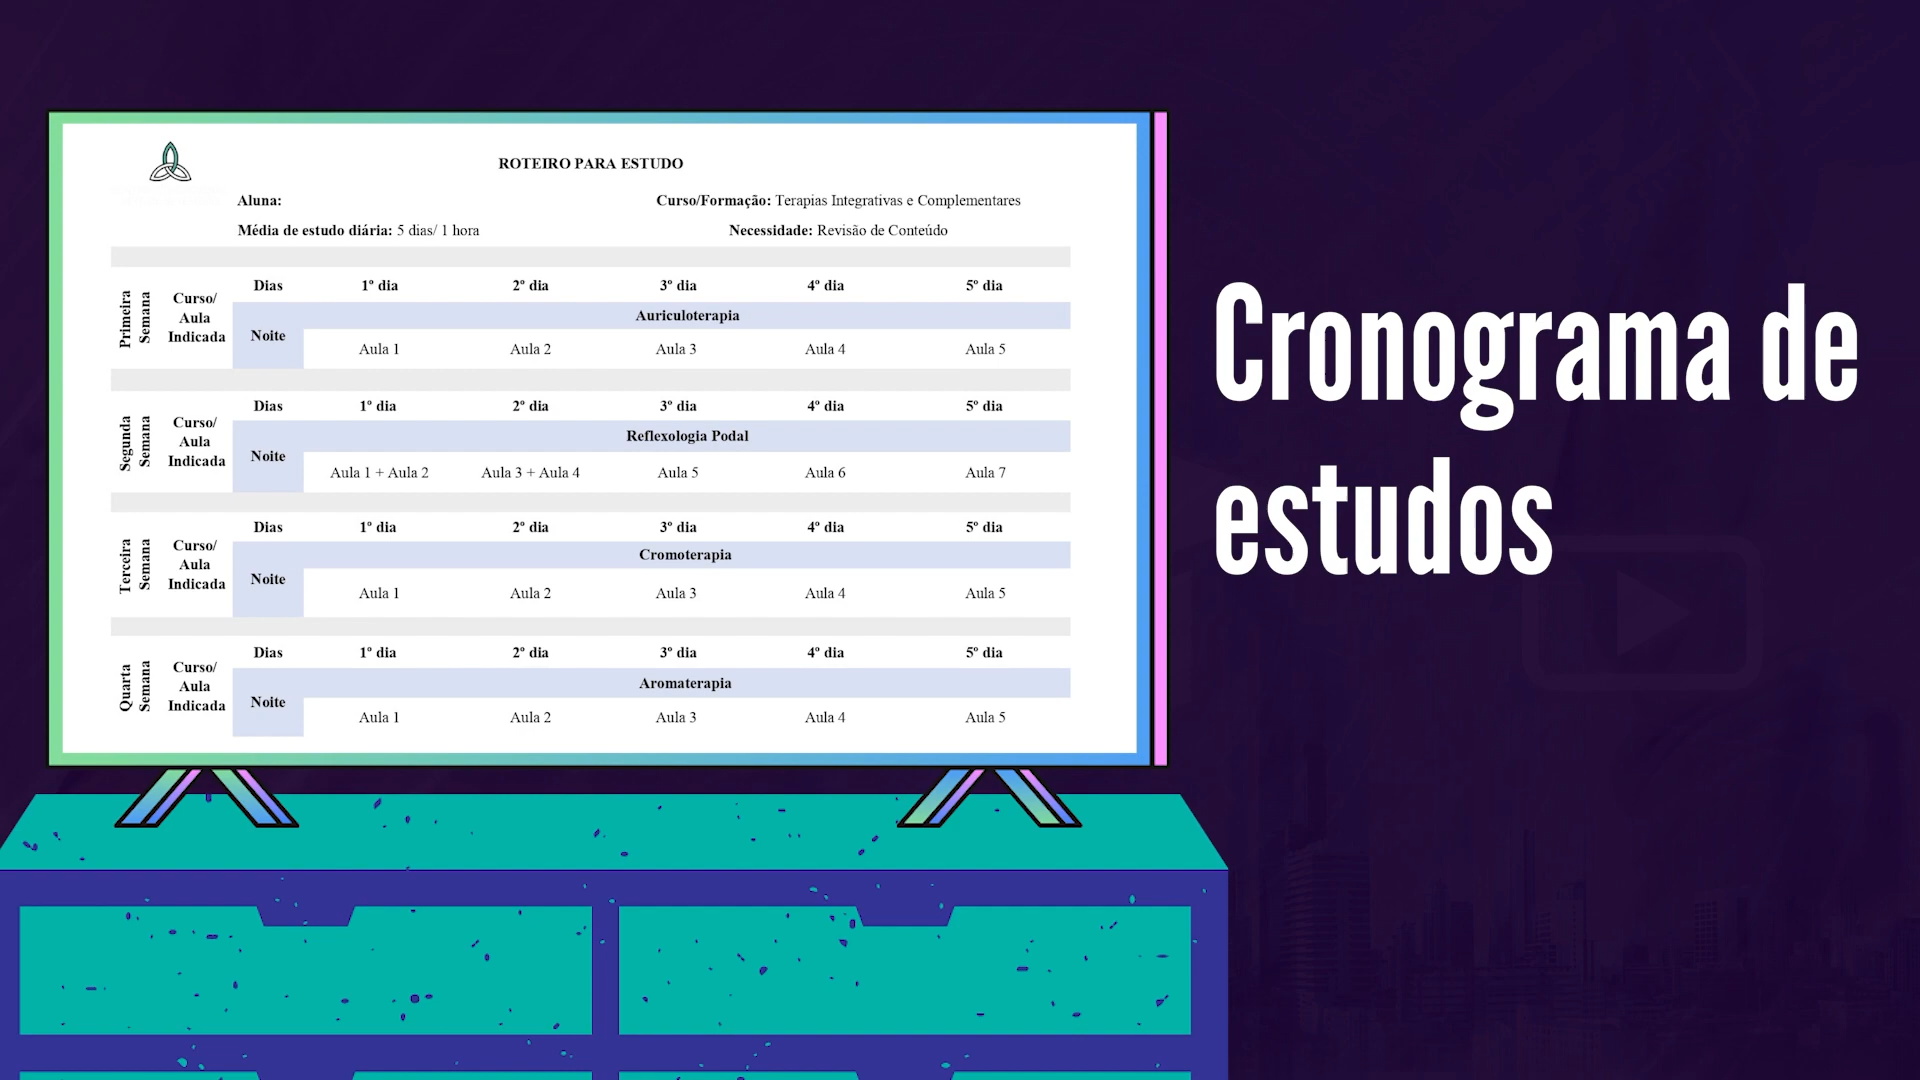 ROTEIRO PARA ESTUDO
Aluna:
Curso/Formação: Terapias Integrativas e Complementares
Média de estudo diária: 5 dias/ 1 hora
Necessidade: Revisão de Conteúdo
Primeira Semana
Curso/
Aula
Indicada
Dias 1º dia 2º dia 3º dia 4º dia 5º dia
Noite
Auriculoterapia
Aula 1 Aula 2 Aula 3 Aula 4 Aula 5
Segunda Semana
Curso/
Aula
Indicada
Dias 1º dia 2º dia 3º dia 4º dia 5º dia
Noite
Reflexologia Podal
Aula 1 + Aula 2 Aula 3 + Aula 4 Aula 5 Aula 6 Aula 7
Terceira Semana
Curso/
Aula
Indicada
Dias 1º dia 2º dia 3º dia 4º dia 5º dia
Noite
Cromoterapia
Aula 1 Aula 2 Aula 3 Aula 4 Aula 5
Quarta Semana
Curso/
Aula
Indicada
Dias 1º dia 2º dia 3º dia 4º dia 5º dia
Noite
Aromaterapia
Aula 1 Aula 2 Aula 3 Aula 4 Aula 5
Cronograma de
estudos